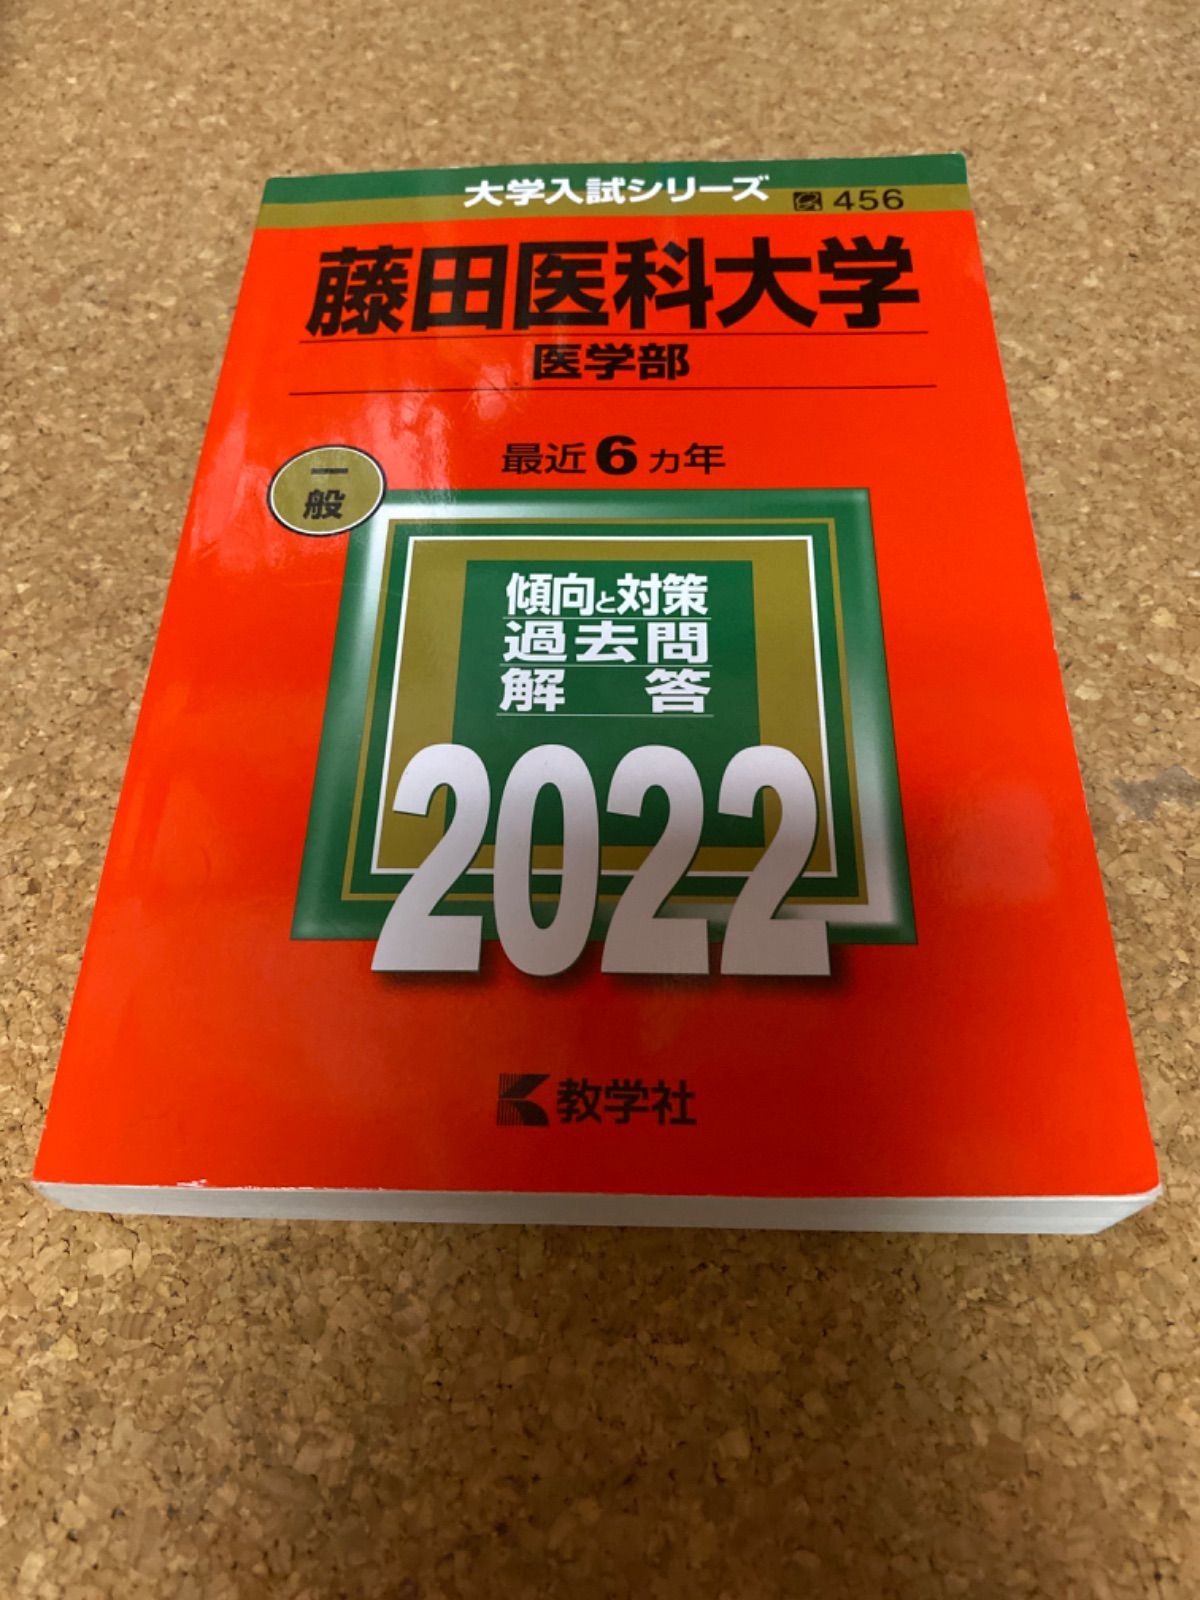 大学入試シリーズ 456
藤田医科大学
医学部
最近6ヵ年
一般
傾向と対策
過去問
解答
2022
教学社